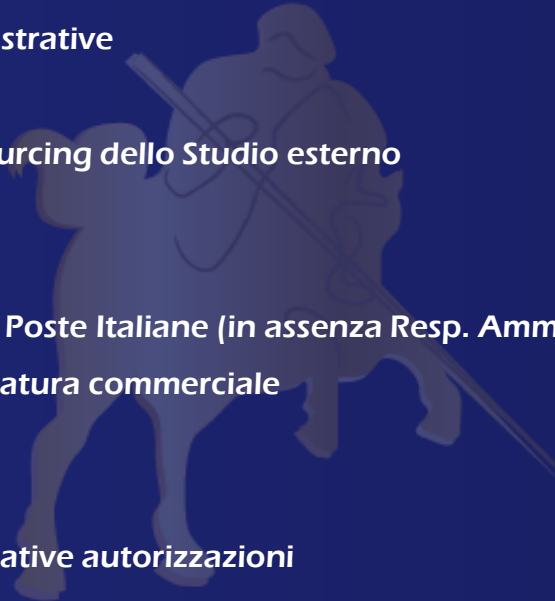 strative
urcing dello Studio esterno
Poste Italiane (in assenza Resp. Amm
atura commerciale
ative autorizzazioni